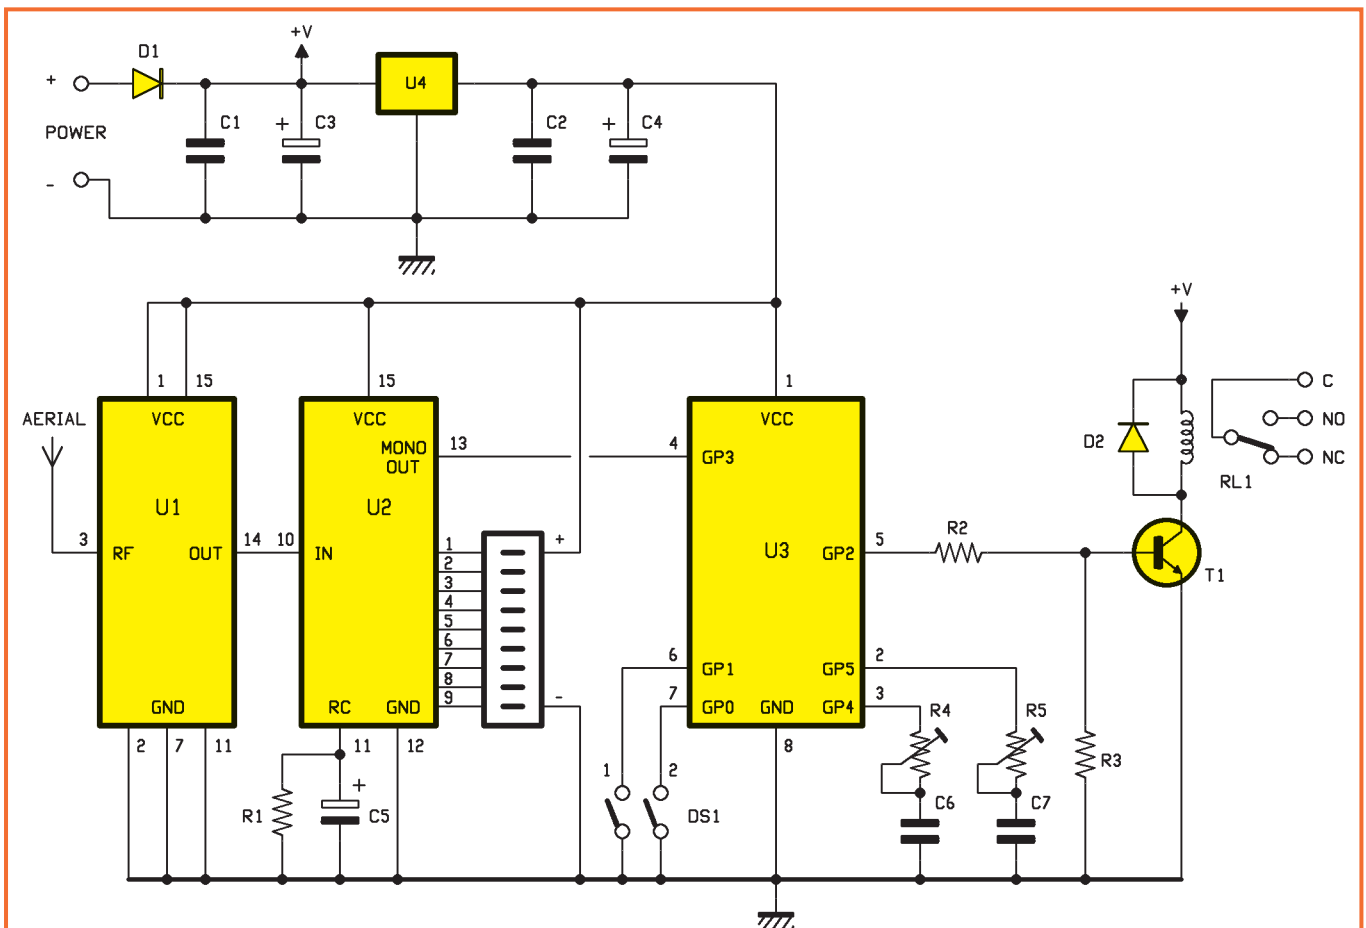 D1
+V
U4
+
C1
+ C3
C2
+ C4
POWER
-
+V
1 15
15
1
C
AERIAL
VCC
VCC
VCC
NO
MONO
OUT
13
4
GP3
D2
NC
RL1
U1
U2
3
RF
OUT
14
10
IN
1
2
3
4
5
6
7
8
9
+
-
U3
GP2
5
R2
T1
6
GP1
GP5
2
7
GP0
GND
GP4
3
GND
RC
GND
R4
R5
2
7
11
11
12
8
R3
1
2
+
R1
C5
DS1
C6
C7